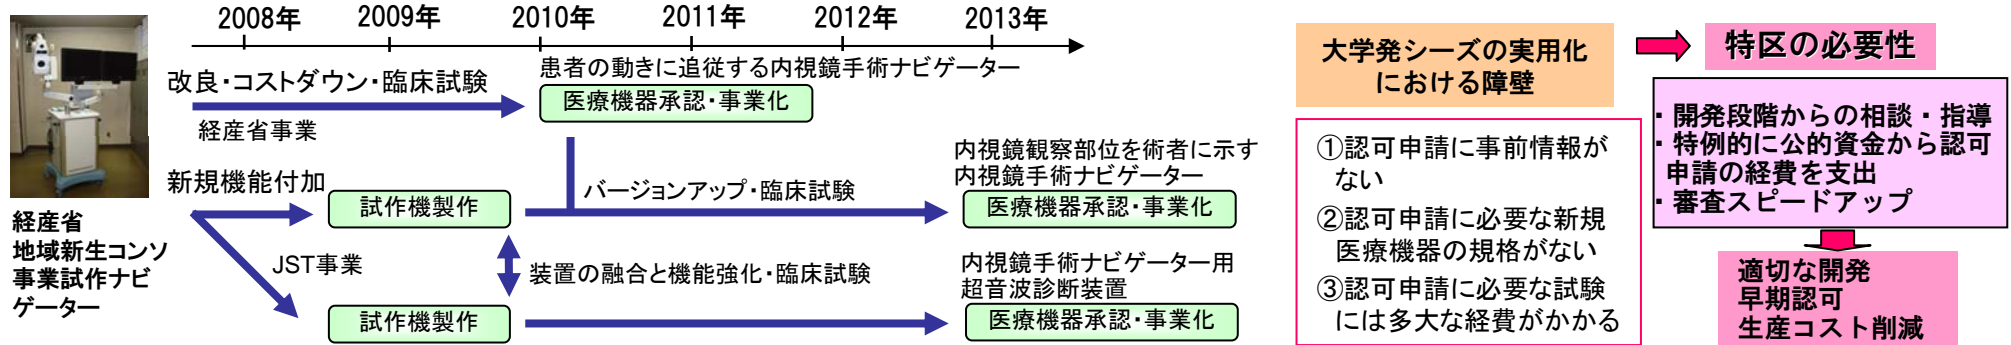 2008年 2009年 2010年 2011年 2012年 2013年
改良・コストダウン・臨床試験
経産省事業
患者の動きに追従する内視鏡手術ナビゲーター
医療機器承認・事業化
新規機能付加
試作機製作
バージョンアップ・臨床試験
内視鏡観察部位を術者に示す
内視鏡手術ナビゲーター
医療機器承認・事業化
経産省
地域新生コンソ
事業試作ナビ
ゲーター
JST事業
装置の融合と機能強化・臨床試験
試作機製作
内視鏡手術ナビゲーター用
超音波診断装置
医療機器承認・事業化
大学発シーズの実用化
における障壁
①認可申請に事前情報が
ない
②認可申請に必要な新規
医療機器の規格がない
③認可申請に必要な試験
には多大な経費がかかる
特区の必要性
・開発段階からの相談・指導
・特例的に公的資金から認可
申請の経費を支出
・審査スピードアップ
適切な開発
早期認可
生産コスト削減